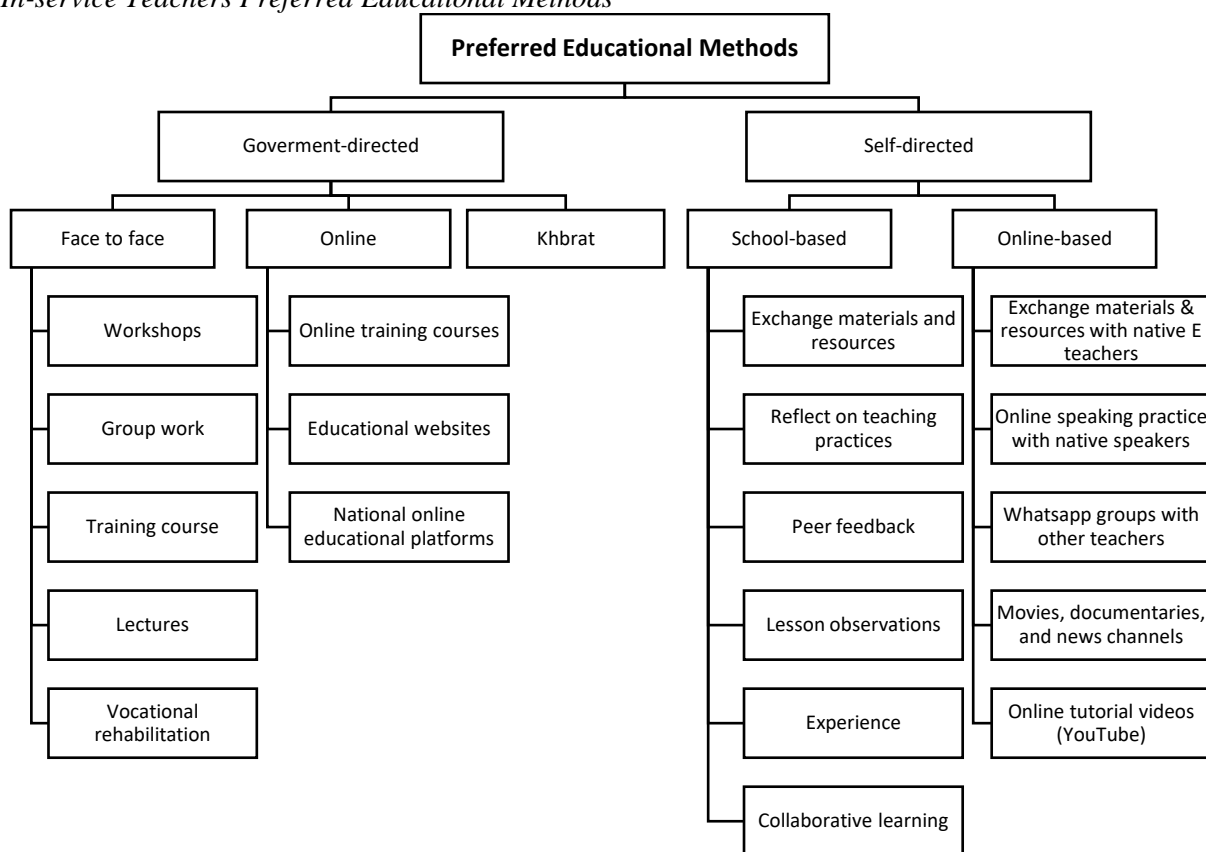 In-service Teachers Preferred Educational Methods
Preferred Educational Methods
Goverment-directed
Self-directed
Face to face
Online
Khbrat
School-based
Online-based
Workshops
Group work
Training course
Lectures
Vocational
rehabilitation
Online training courses
Educational websites
National online
educational platforms
Exchange materials and
resources
Reflect on teaching
practices
Peer feedback
Lesson observations
Experience
Collaborative learning
Exchange materials &
resources with native E
teachers
Online speaking practice
with native speakers
Whatsapp groups with
other teachers
Movies, documentaries,
and news channels
Online tutorial videos
(YouTube)